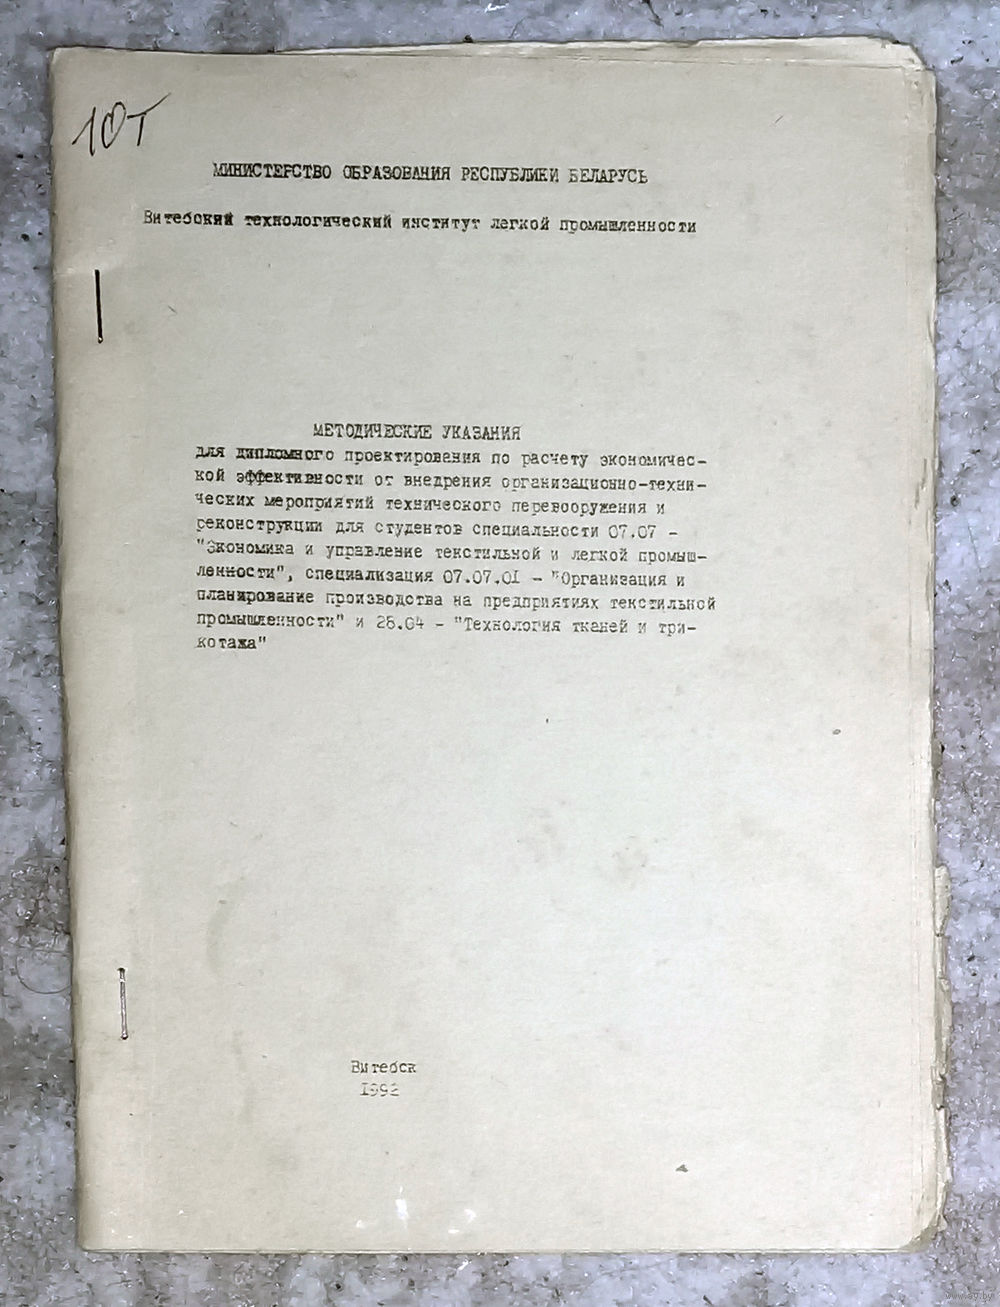 10т
МИНИСТЕРСТВО ОБРАЗОВАНИЯ РЕСПУБЛИКИ БЕЛАРУСЬ
Витебский технологический институт легкой промышленности
МЕТОДИЧЕСКИЕ УКАЗАНИЯ
для дипломного проектирования по расчету экономичес-
кой эффективности от внедрения организационно-техни-
ческих мероприятий технического перевооружения и
реконструкции для студентов специальности 07.07 -
"Экономика и управление текстильной и легкой промыш-
ленности", специализация 07.07.01 - "Организация и
планирование производства на предприятиях текстильной
промышленности" и 28.04 - "Технология тканей и три-
котажа"
Витебск
1992
www.ay.by